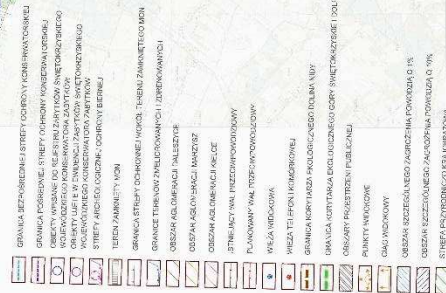 GRANICA BEZPOŚREDNIEJ STREFY OCHRONY KONSERWATORSKIEJ
GRANICA POŚREDNIEJ STREFY OCHRONY KONSERWATORSKIEJ
OBIEKTY WPISANE DO REJESTRU ZABYTKÓW ŚWIĘTOKRZYSKIEGO
WOJEWÓDZKIEGO KONSERWATORA ZABYTKÓW
OBIEKTY UJĘTE W EWIDENCJI ZABYTKÓW ŚWIĘTOKRZYSKIEGO
WOJEWÓDZKIEGO KONSERWATORA ZABYTKÓW
STREFY ARCHEOLOGICZNEJ OCHRONY BIERNEJ
TEREN ZAMKNIĘTY MON
GRANICA STREFY OCHRONNEJ WOKÓŁ TERENU ZAMKNIĘTEGO MON
GRANICE TERENÓW ZMELIOROWANYCH I ZDRENOWANYCH
OBSZAR AGLOMERACJI DALESZYCE
OBSZAR AGLOMERACJI MARZYSZ
OBSZAR AGLOMERACJI KIELCE
ISTNIEJĄCY WAŁ PRZECIWPOWODZIOWY
PLANOWANY WAŁ PRZECIWPOWODZIOWY
WIEŻA WIDOKOWA
WIEŻA TELEFONII KOMÓRKOWEJ
GRANICA KORYTARZA EKOLOGICZNEGO DOLINA NIDY
GRANICA KORYTARZA EKOLOGICZNEGO GÓRY ŚWIĘTOKRZYSKIE I DOL
OBSZARY PRZESTRZENI PUBLICZNEJ
PUNKTY WIDOKOWE
CIĄG WIDOKOWY
OBSZAR SZCZEGÓLNEGO ZAGROŻENIA POWODZIĄ Q 1%
OBSZAR SZCZEGÓLNEGO ZAGROŻENIA POWODZIĄ Q 10%